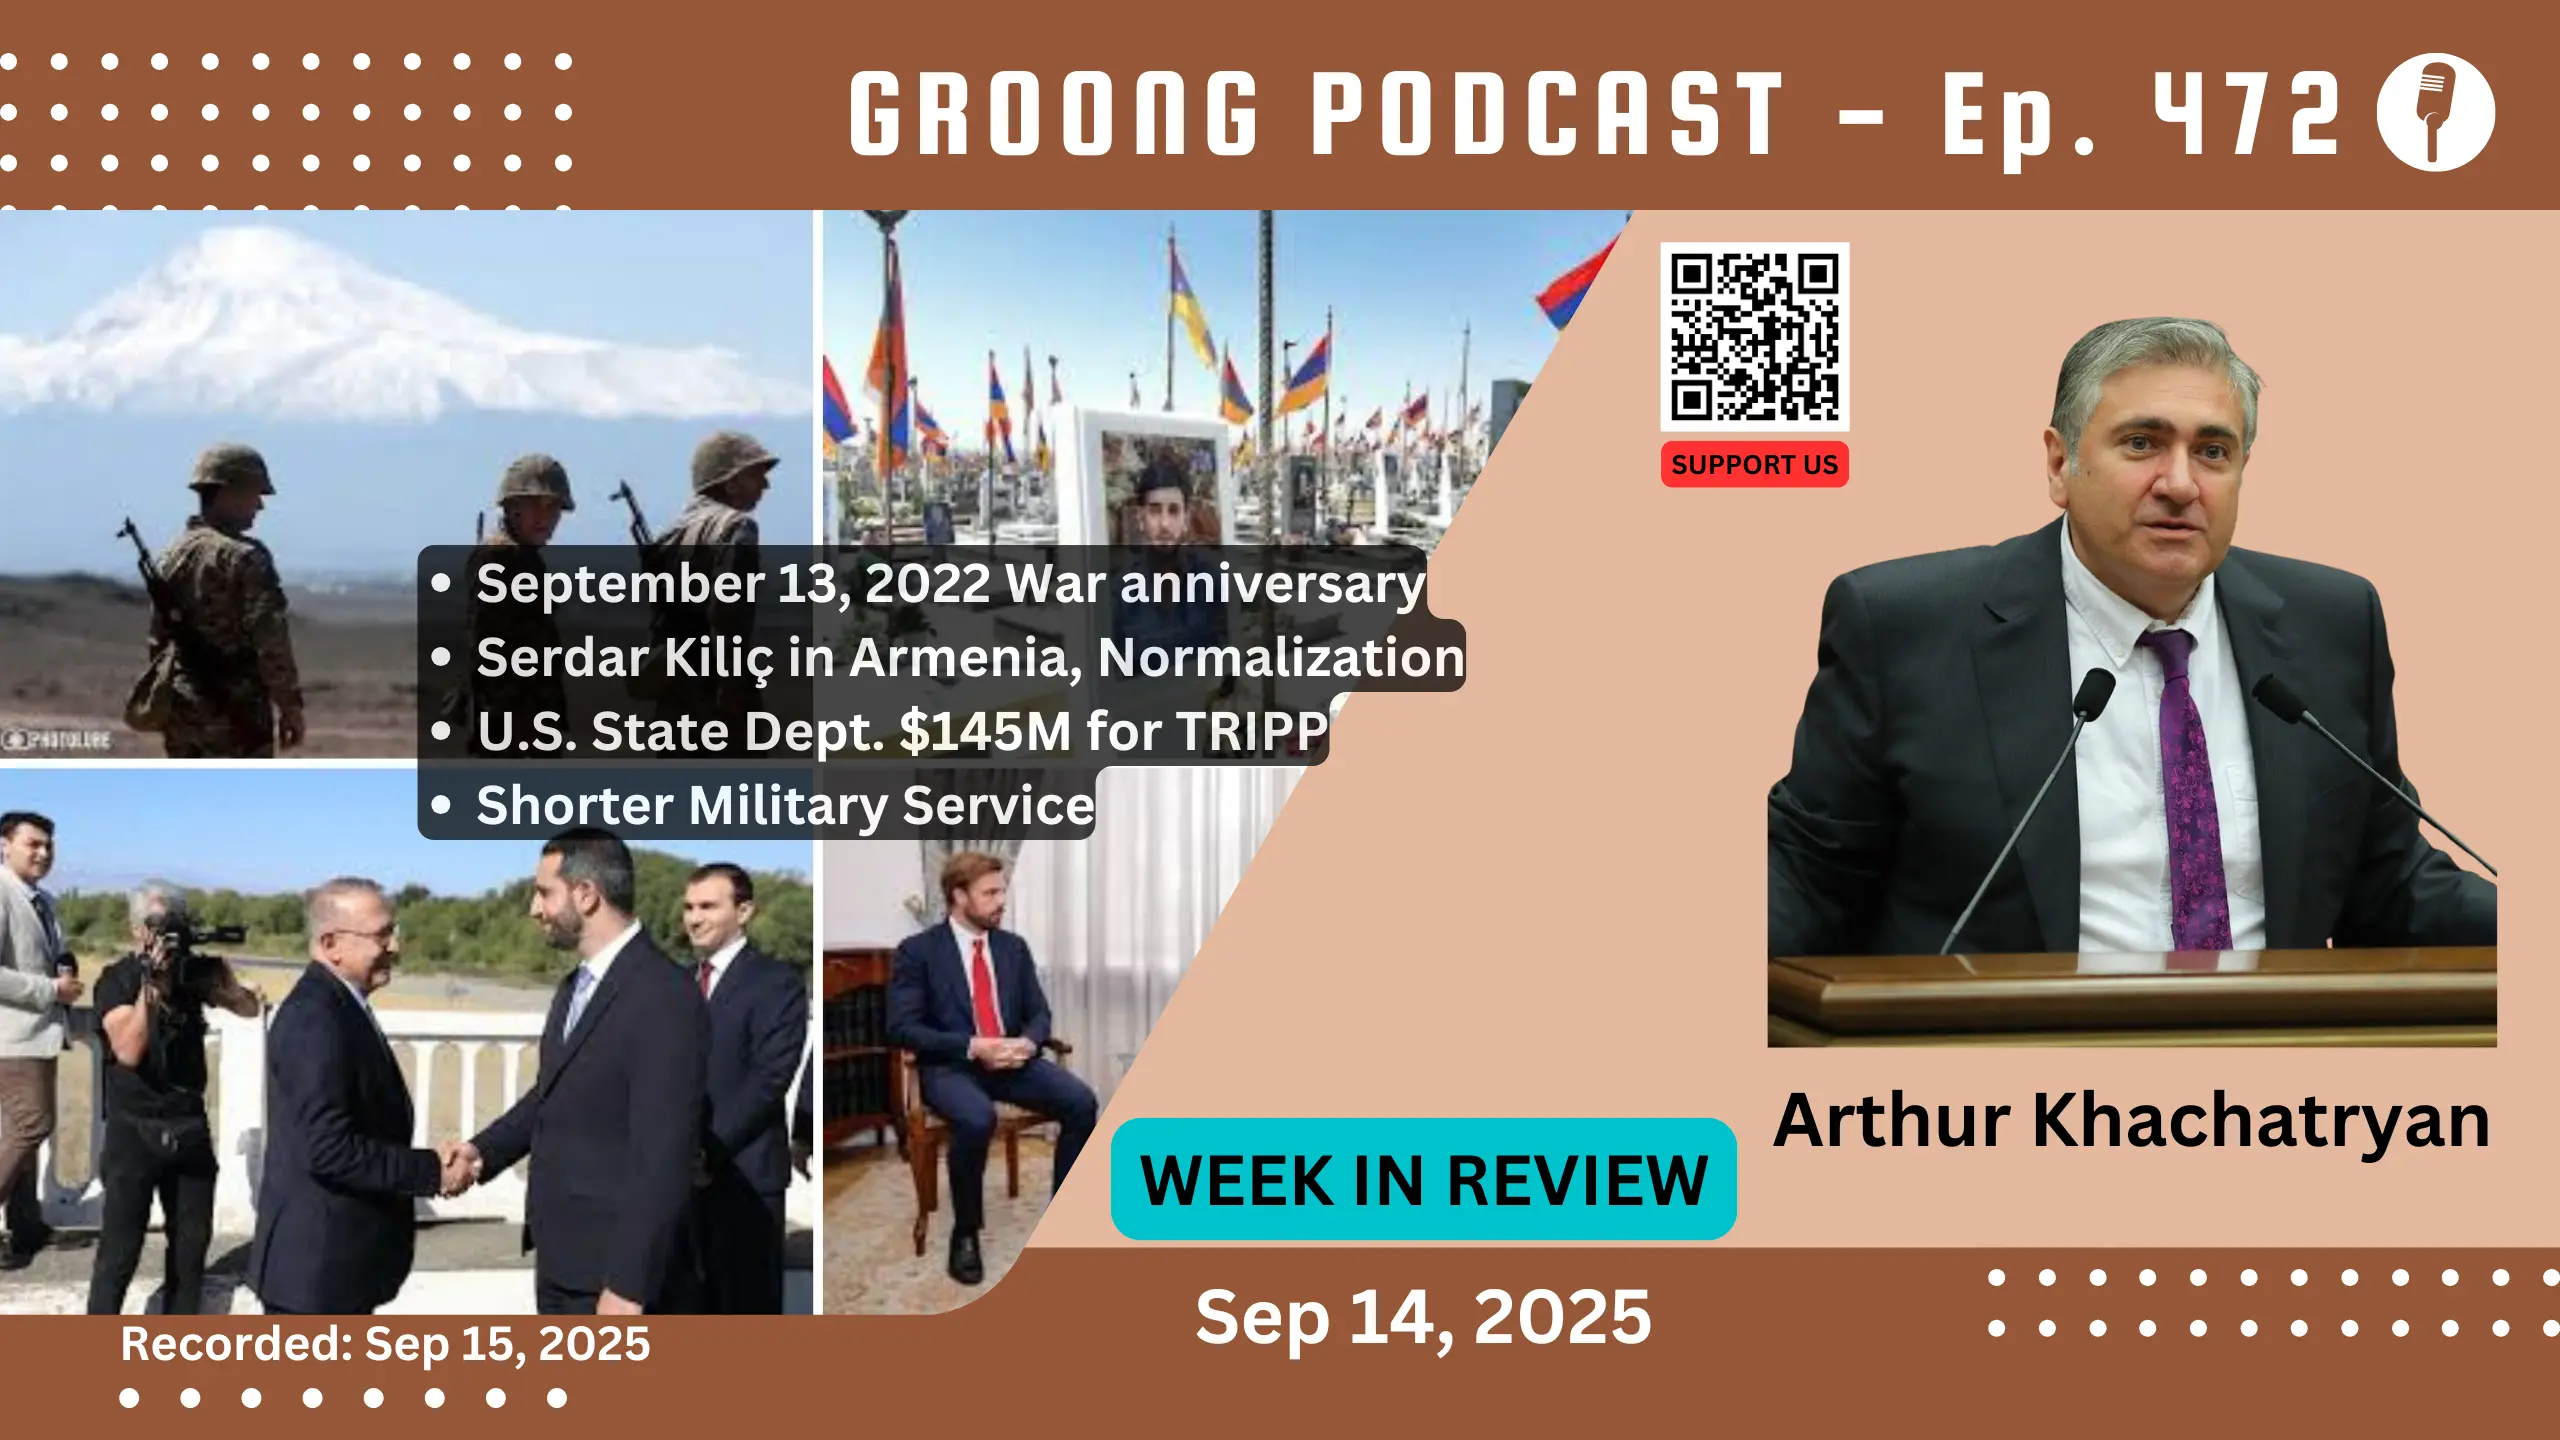 GROONG PODCAST - Ep. 472
SUPPORT US
• September 13, 2022 War anniversary
• Serdar Kiliç in Armenia, Normalization
• U.S. State Dept. $145M for TRIPP
• Shorter Military Service
PHOTOLURE
Arthur Khachatryan
WEEK IN REVIEW
Sep 14, 2025
Recorded: Sep 15, 2025